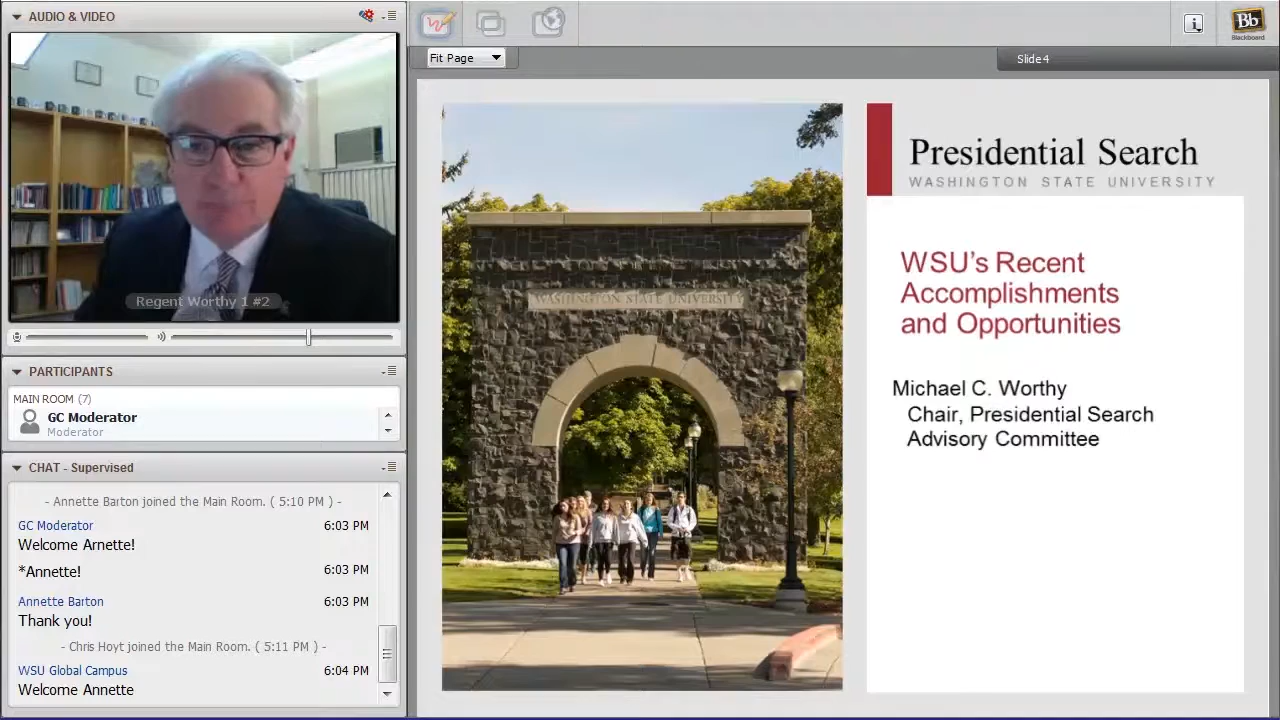 AUDIO & VIDEO
Regent Worthy 1 #2
PARTICIPANTS
MAIN ROOM (7)
GC Moderator
Moderator
CHAT - Supervised
- Annette Barton joined the Main Room. ( 5:10 PM ) -
GC Moderator 6:03 PM
Welcome Arnette!
*Annette! 6:03 PM
Annette Barton 6:03 PM
Thank you!
- Chris Hoyt joined the Main Room. ( 5:11 PM ) -
WSU Global Campus 6:04 PM
Welcome Annette
i
Bb
Blackboard
Fit Page
Slide4
WASHINGTON STATE UNIVERSITY
Presidential Search
WASHINGTON STATE UNIVERSITY
WSU's Recent
Accomplishments
and Opportunities
Michael C. Worthy
Chair, Presidential Search
Advisory Committee